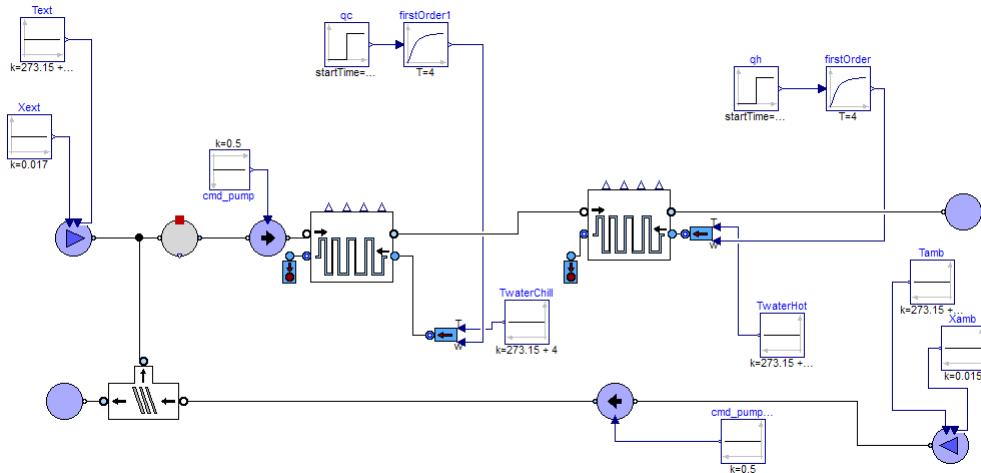 Text
k=273.15 +...
Xext
k=0.017
qc
startTime=...
firstOrder1
T=4
k=0.5
cmd_pump
qh
startTime=...
firstOrder
T=4
T
w
TwaterChill
k=273.15 + 4
T
w
TwaterHot
k=273.15 +...
Tamb
k=273.15 +...
Xamb
k=0.015
cmd_pump...
k=0.5